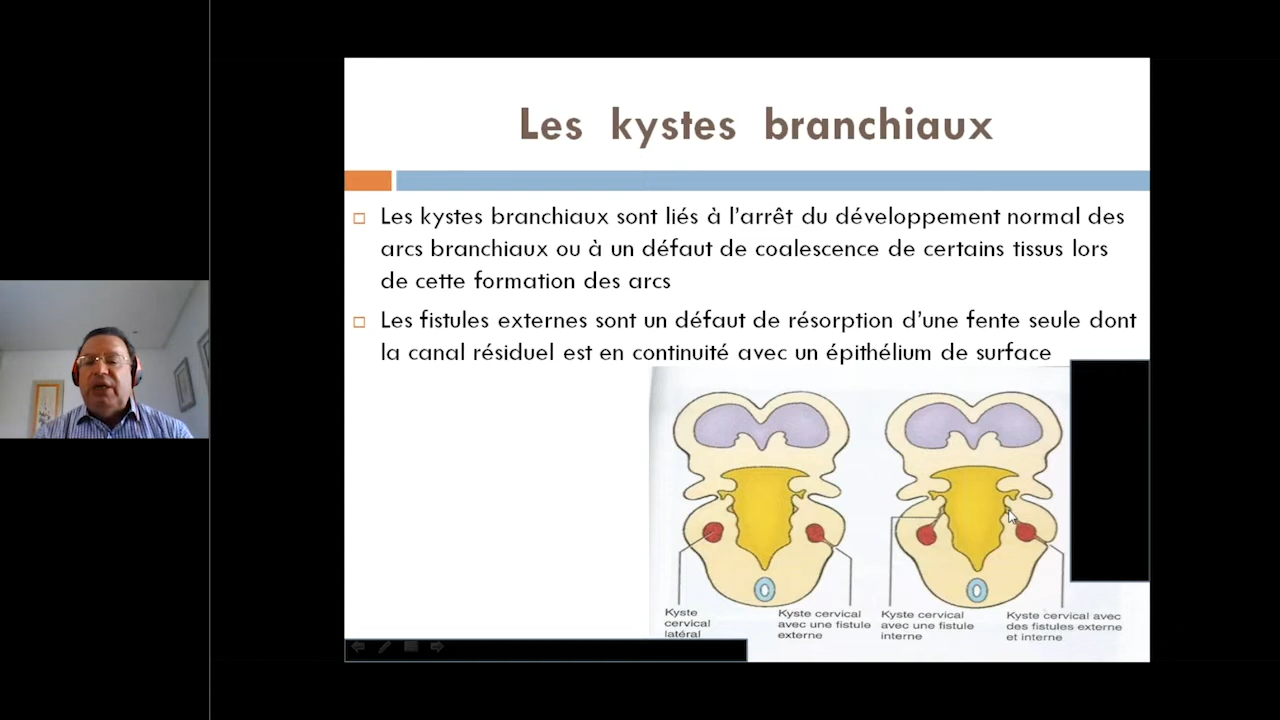 Les kystes branchiaux
Les kystes branchiaux sont liés à l'arrêt du développement normal des
arcs branchiaux ou à un défaut de coalescence de certains tissus lors
de cette formation des arcs
Les fistules externes sont un défaut de résorption d'une fente seule dont
la canal résiduel est en continuité avec un épithélium de surface
Kyste
cervical
latéral
Kyste cervical
avec une fistule
externe
Kyste cervical
avec une fistule
interne
Kyste cervical avec
des fistules externe
et interne